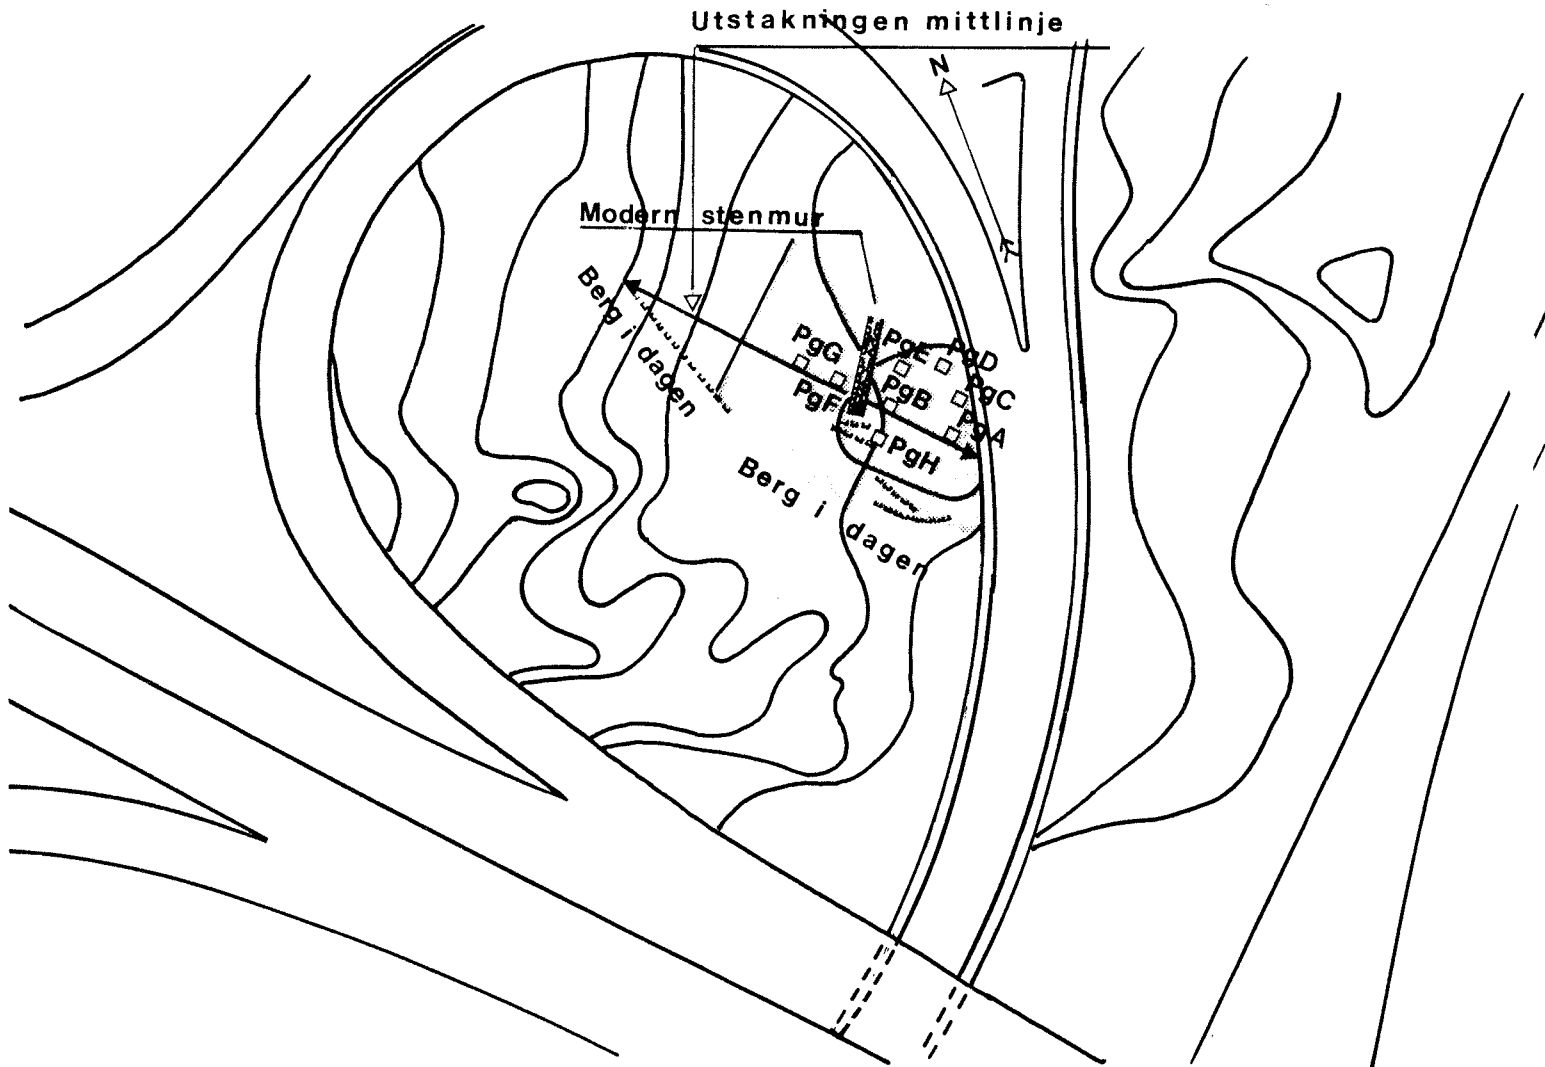 Utstakningen mittlinje
N
Modern stenmur
Berg i dagen
PgG
PgE
PgD
PgF
PgB
PgC
PgA
PgH
Berg i dagen